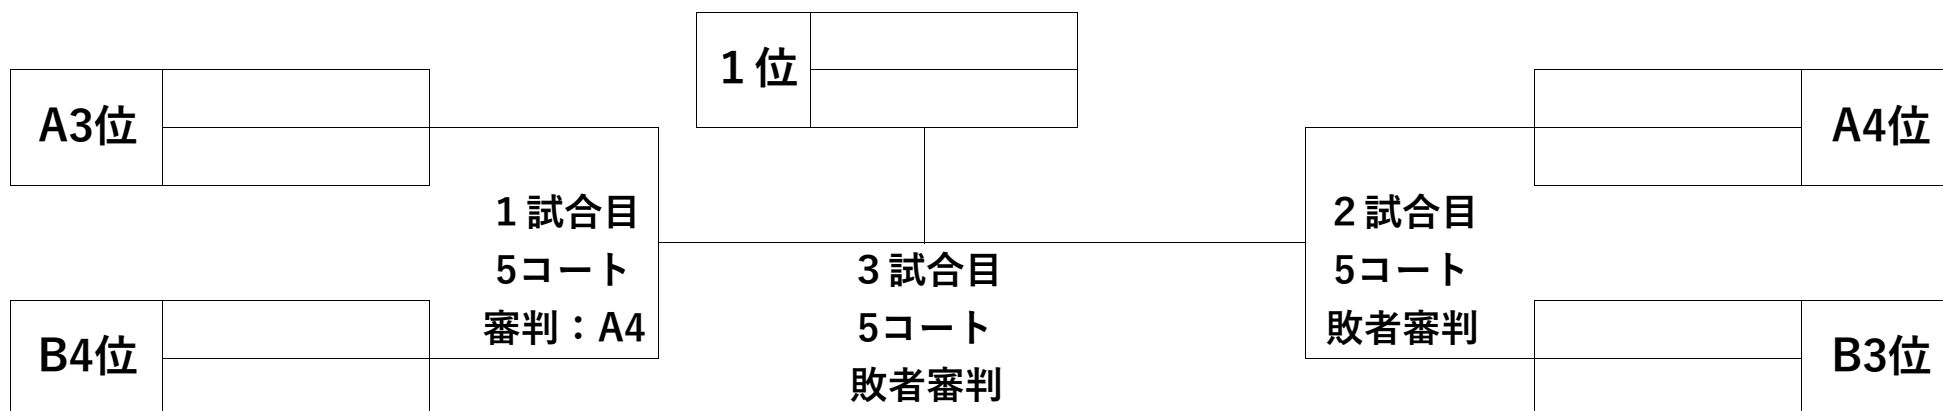 1位
A3位
A4位
1試合目
5コート
審判：A4
2試合目
5コート
敗者審判
3試合目
5コート
敗者審判
B4位
B3位